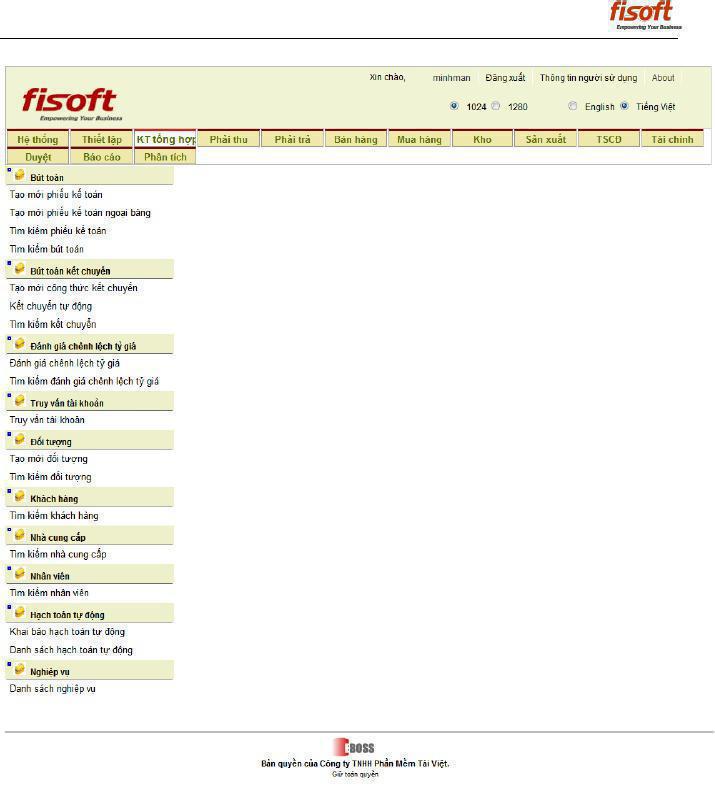 fisoft
Empowering Your Business
Xin chào, minhman Đăng xuất Thông tin người sử dụng About
fisoft
Empowering Your Business
1024 1280 English Tiếng Việt
Hệ thống Thiết lập KT tổng hợp Phải thu Phải trả Bán hàng Mua hàng Kho Sản xuất TSCĐ Tài chính
Duyệt Báo cáo Phân tích
Bút toán
Tạo mới phiếu kế toán
Tạo mới phiếu kế toán ngoại bảng
Tìm kiếm phiếu kế toán
Tìm kiếm bút toán
Bút toán kết chuyển
Tạo mới công thức kết chuyển
Kết chuyển tự động
Tìm kiếm kết chuyển
Đánh giá chênh lệch tỷ giá
Đánh giá chênh lệch tỷ giá
Tìm kiếm đánh giá chênh lệch tỷ giá
Truy vấn tài khoản
Truy vấn tài khoản
Đối tượng
Tạo mới đối tượng
Tìm kiếm đối tượng
Khách hàng
Tìm kiếm khách hàng
Nhà cung cấp
Tìm kiếm nhà cung cấp
Nhân viên
Tìm kiếm nhân viên
Hạch toán tự động
Khai báo hạch toán tự động
Danh sách hạch toán tự động
Nghiệp vụ
Danh sách nghiệp vụ
EBOSS
Bản quyền của Công ty TNHH Phần Mềm Tài Việt.
Giữ toàn quyền